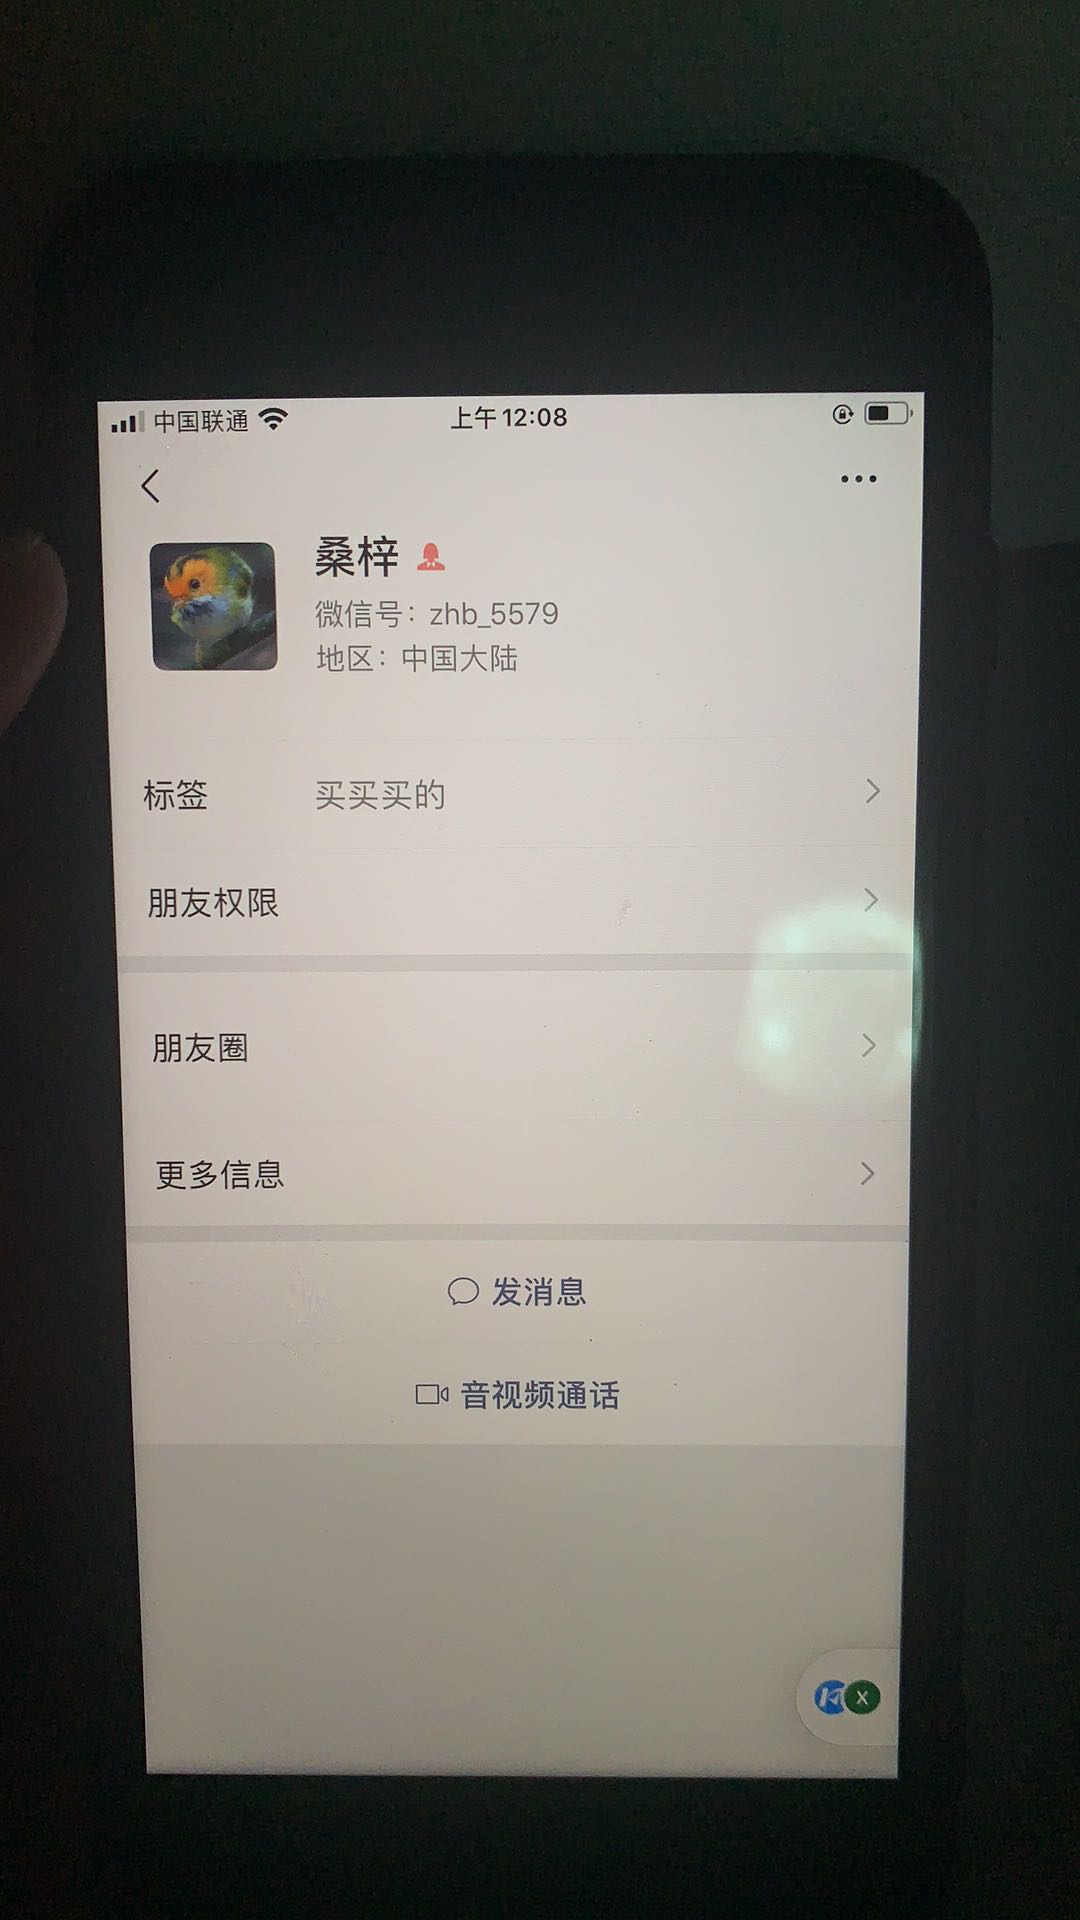 中国联通
上午12:08
桑梓
微信号：zhb_5579
地区：中国大陆
标签 买买买的
朋友权限
朋友圈
更多信息
发消息
音视频通话
X